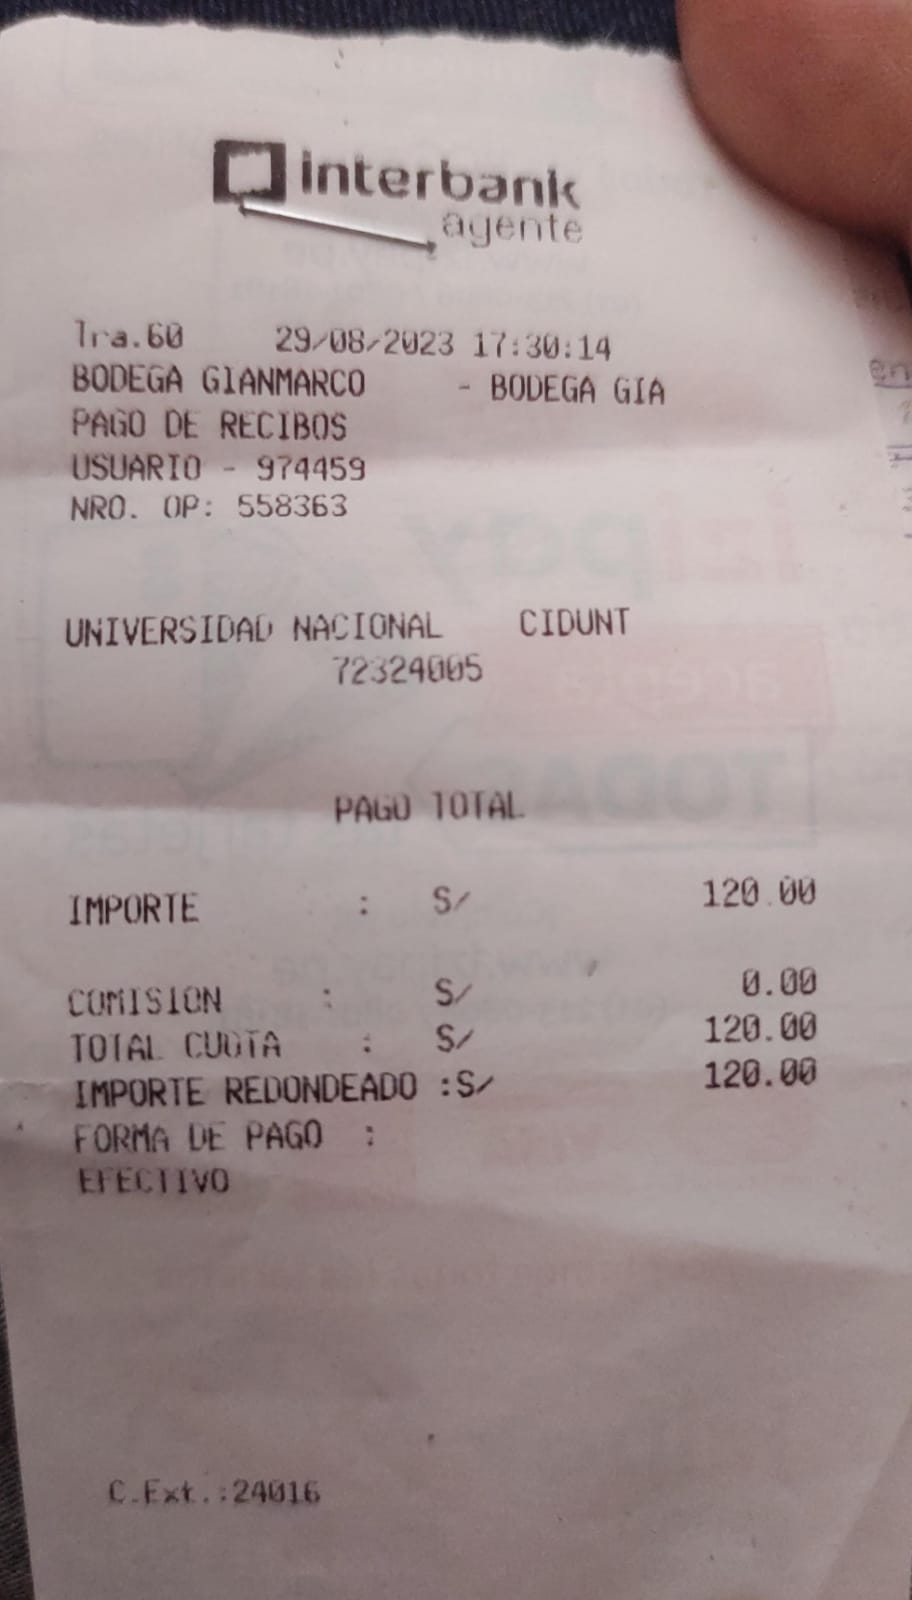 interbank
agente
Tra.60 29/08/2023 17:30:14
BODEGA GIANMARCO - BODEGA GIA
PAGO DE RECIBOS
USUARIO - 974459
NRO. OP: 558363
UNIVERSIDAD NACIONAL CIDUNT
72324005
PAGO TOTAL
IMPORTE : S/ 120.00
COMISION : S/ 0.00
TOTAL CUOTA : S/ 120.00
IMPORTE REDONDEADO :S/ 120.00
FORMA DE PAGO :
EFECTIVO
C.Ext.:24016